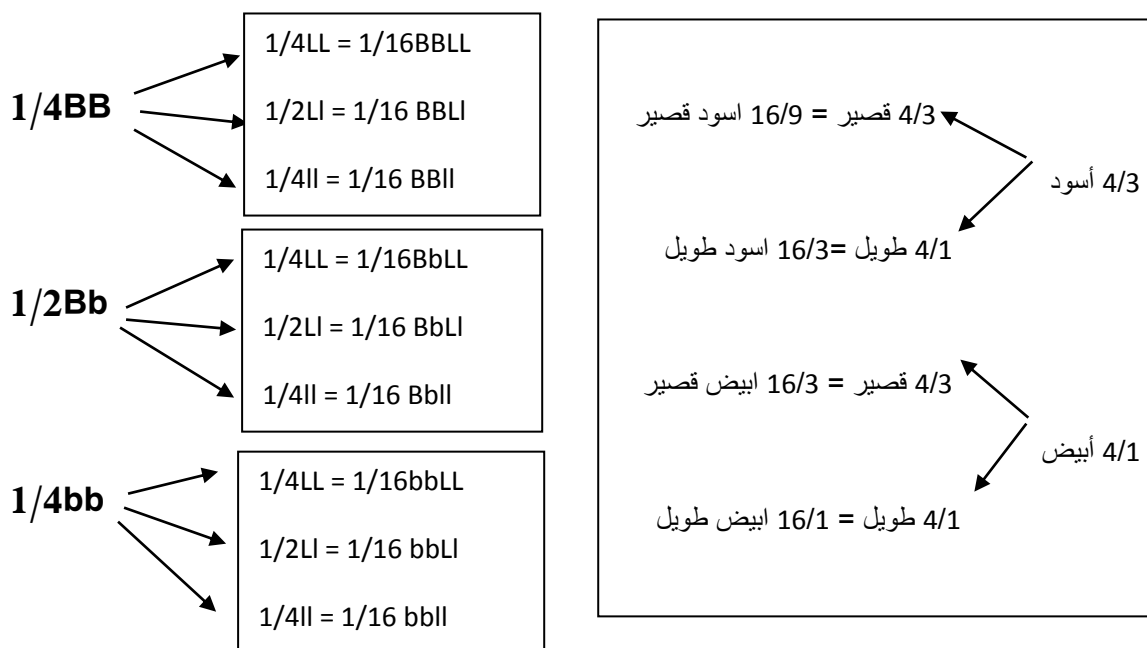 1/4BB
1/4LL = 1/16BBLL
1/2Ll = 1/16 BBLl
1/4ll = 1/16 BBll
1/2Bb
1/4LL = 1/16BbLL
1/2Ll = 1/16 BbLl
1/4ll = 1/16 Bbll
1/4bb
1/4LL = 1/16bbLL
1/2Ll = 1/16 bbLl
1/4ll = 1/16 bbll
4/3 أسود
4/3 قصير = 16/9 اسود قصير
4/1 طويل =16/3 اسود طويل
4/1 أبيض
4/3 قصير = 16/3 ابيض قصير
4/1 طويل = 16/1 ابيض طويل